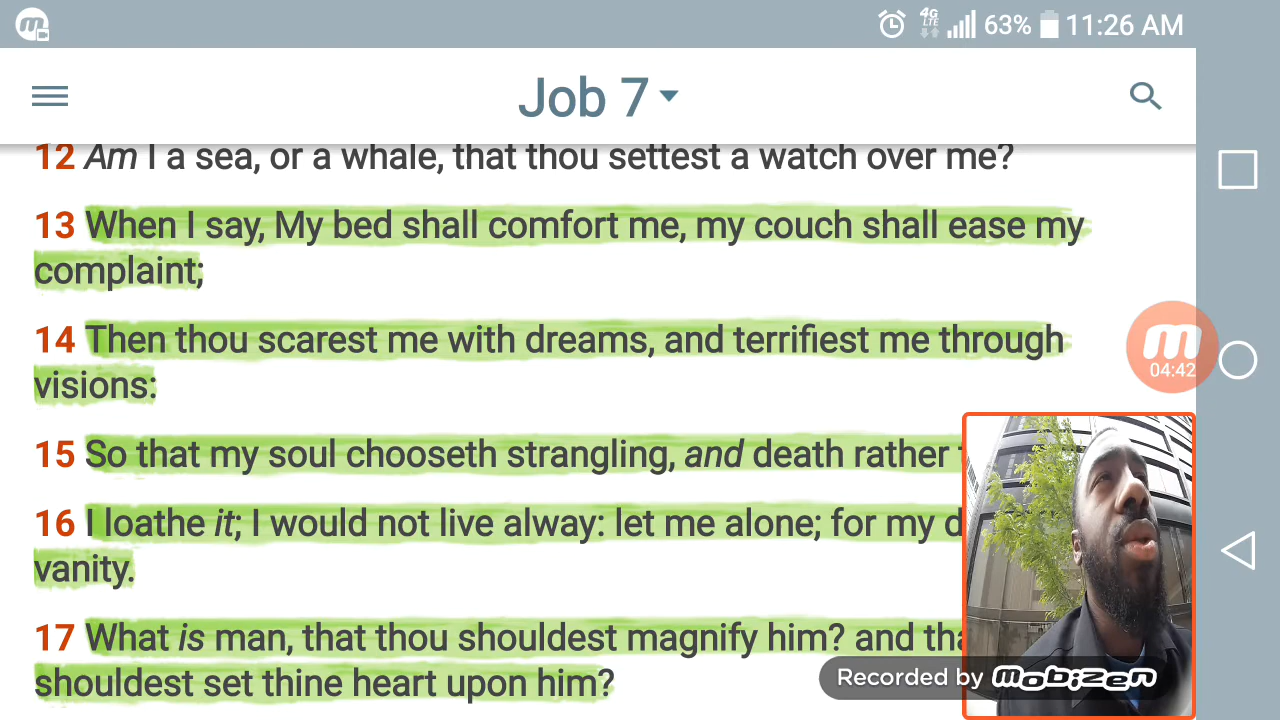 4G LTE 63% 11:26 AM
Job 7
12 Am I a sea, or a whale, that thou settest a watch over me?
13 When I say, My bed shall comfort me, my couch shall ease my
complaint;
14 Then thou scarest me with dreams, and terrifiest me through
visions:
m
04:42
15 So that my soul chooseth strangling, and death rather
16 I loathe it; I would not live alway: let me alone; for my
vanity.
17 What is man, that thou shouldest magnify him? and
shouldest set thine heart upon him?
Recorded by mobizen